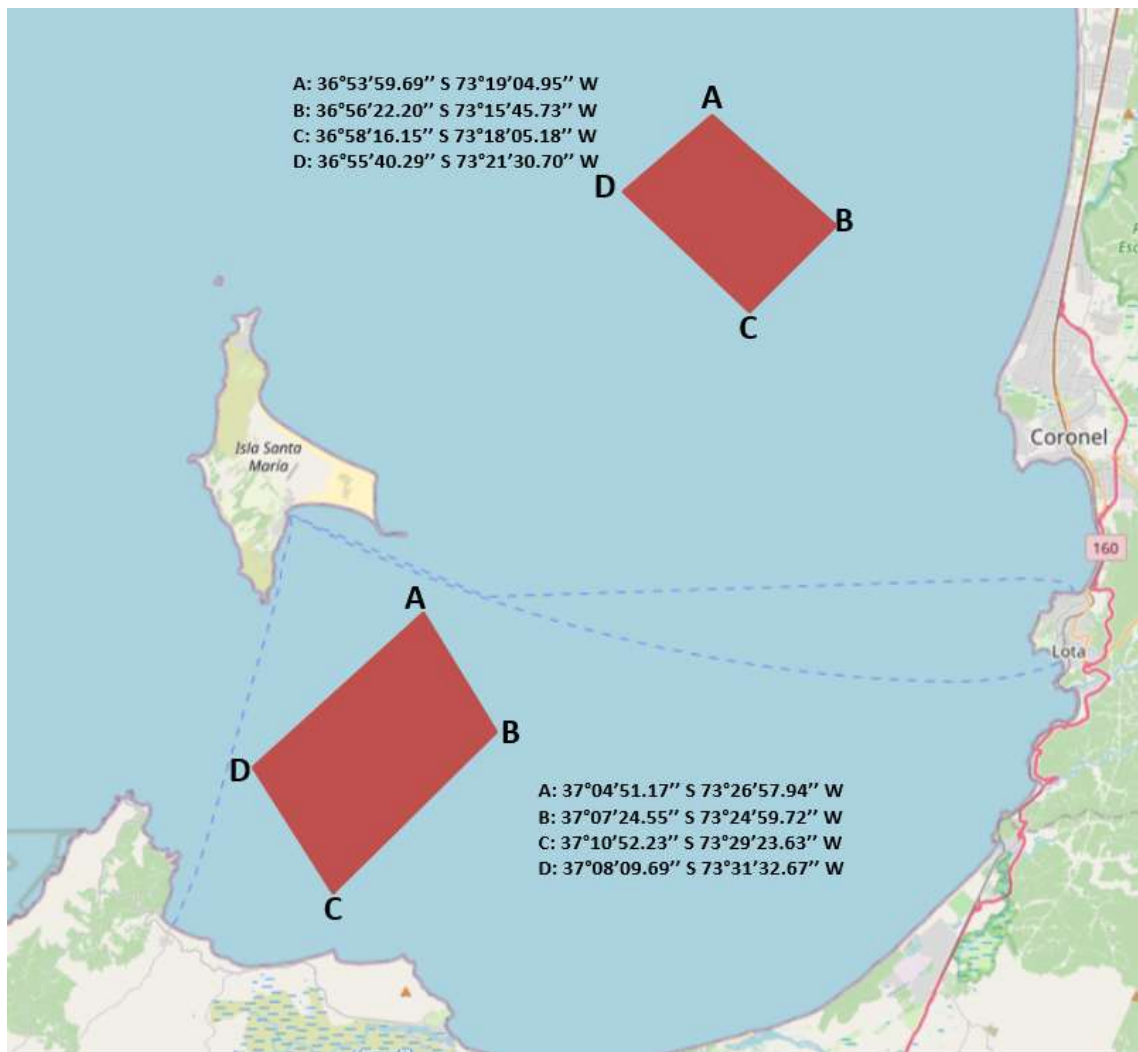 A: 36°53’59.69’’ S 73°19’04.95’’ W
B: 36°56’22.20’’ S 73°15’45.73’’ W
C: 36°58’16.15’’ S 73°18’05.18’’ W
D: 36°55’40.29’’ S 73°21’30.70’’ W
A
D
B
C
Isla Santa
María
Coronel
160
A
Lota
B
D
A: 37°04’51.17’’ S 73°26’57.94’’ W
B: 37°07’24.55’’ S 73°24’59.72’’ W
C: 37°10’52.23’’ S 73°29’23.63’’ W
D: 37°08’09.69’’ S 73°31’32.67’’ W
C